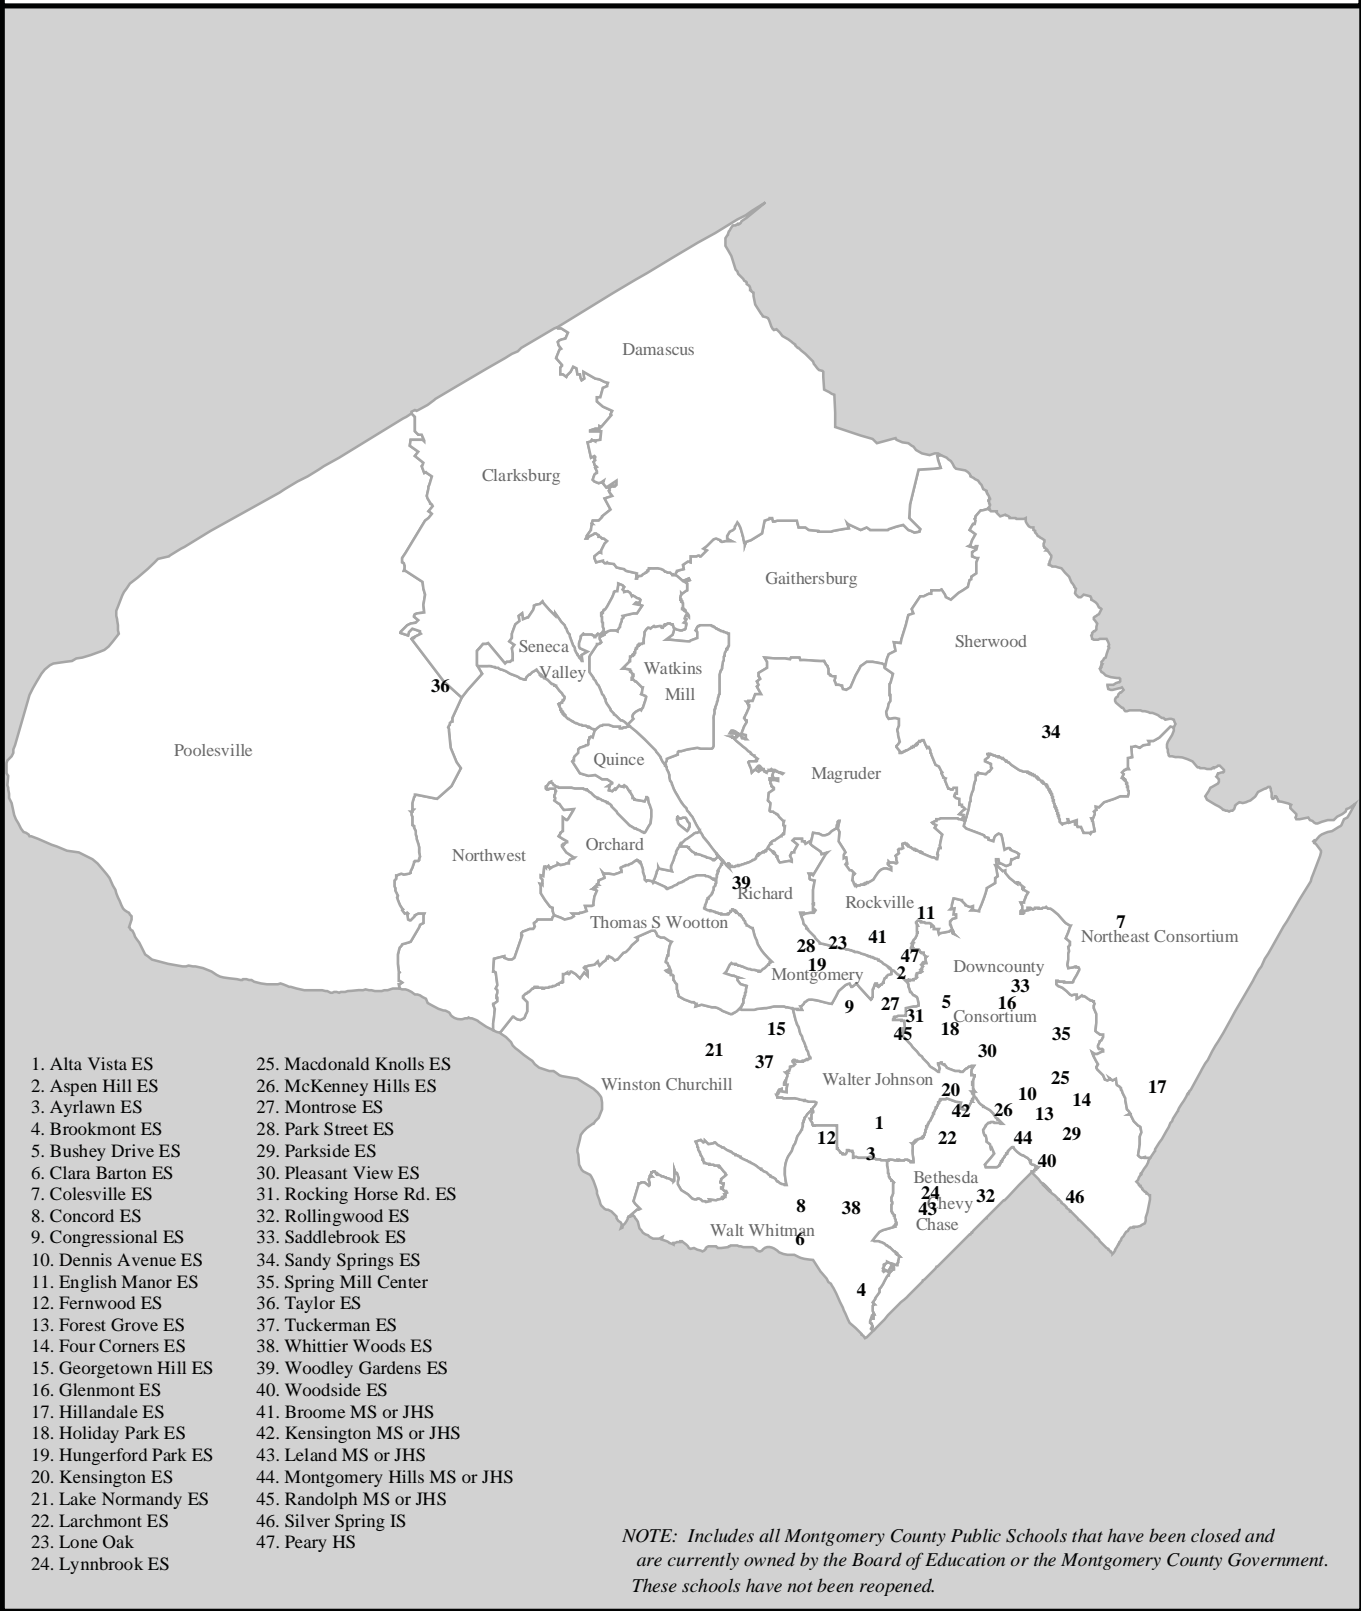 Damascus
Clarksburg
Gaithersburg
Sherwood
Seneca
Valley
Watkins
Mill
36
34
Poolesville
Quince
Magruder
Orchard
Northwest
39
Richard
Rockville
11
7
Thomas S Wootton
Northeast Consortium
28
23
41
47
19
2
Montgomery
Downcounty
33
9
27
5
16
31
Consortium
15
45
18
35
21
37
30
Winston Churchill
Walter Johnson
20
25
17
10
14
42
26
13
1
12
22
44
29
3
40
Bethesda
24
32
46
8
38
Chevy
43
Chase
Walt Whitman
6
4
1. Alta Vista ES
2. Aspen Hill ES
3. Ayrlawn ES
4. Brookmont ES
5. Bushey Drive ES
6. Clara Barton ES
7. Colesville ES
8. Concord ES
9. Congressional ES
10. Dennis Avenue ES
11. English Manor ES
12. Fernwood ES
13. Forest Grove ES
14. Four Corners ES
15. Georgetown Hill ES
16. Glenmont ES
17. Hillandale ES
18. Holiday Park ES
19. Hungerford Park ES
20. Kensington ES
21. Lake Normandy ES
22. Larchmont ES
23. Lone Oak
24. Lynnbrook ES
25. Macdonald Knolls ES
26. McKenney Hills ES
27. Montrose ES
28. Park Street ES
29. Parkside ES
30. Pleasant View ES
31. Rocking Horse Rd. ES
32. Rollingwood ES
33. Saddlebrook ES
34. Sandy Springs ES
35. Spring Mill Center
36. Taylor ES
37. Tuckerman ES
38. Whittier Woods ES
39. Woodley Gardens ES
40. Woodside ES
41. Broome MS or JHS
42. Kensington MS or JHS
43. Leland MS or JHS
44. Montgomery Hills MS or JHS
45. Randolph MS or JHS
46. Silver Spring IS
47. Peary HS
NOTE: Includes all Montgomery County Public Schools that have been closed and
are currently owned by the Board of Education or the Montgomery County Government.
These schools have not been reopened.